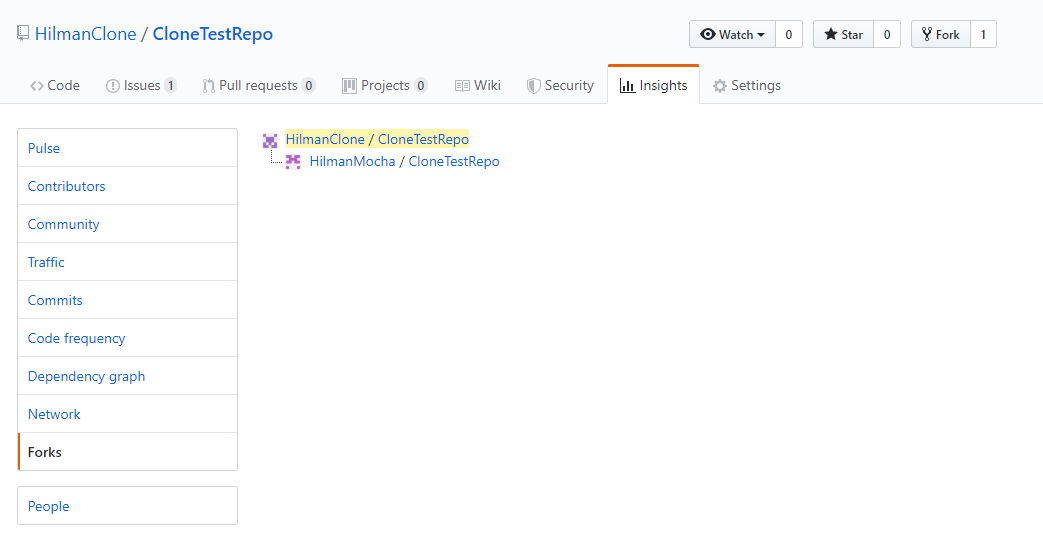 HilmanClone / CloneTestRepo
Watch 0 Star 0 Fork 1
Code Issues 1 Pull requests 0 Projects 0 Wiki Security Insights Settings
Pulse
Contributors
Community
Traffic
Commits
Code frequency
Dependency graph
Network
Forks
People
HilmanClone / CloneTestRepo
HilmanMocha / CloneTestRepo